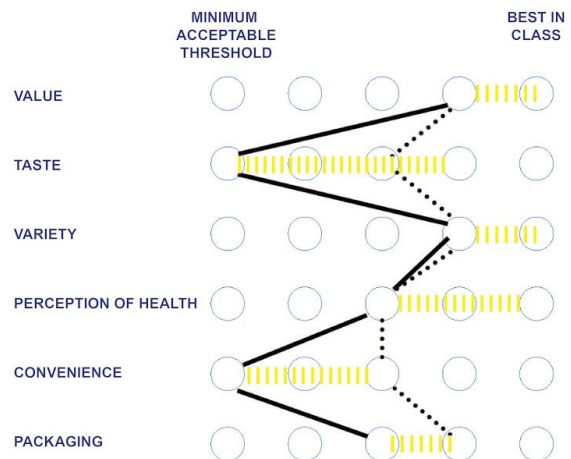 MINIMUM
ACCEPTABLE
THRESHOLD
BEST IN
CLASS
VALUE
TASTE
VARIETY
PERCEPTION OF HEALTH
CONVENIENCE
PACKAGING